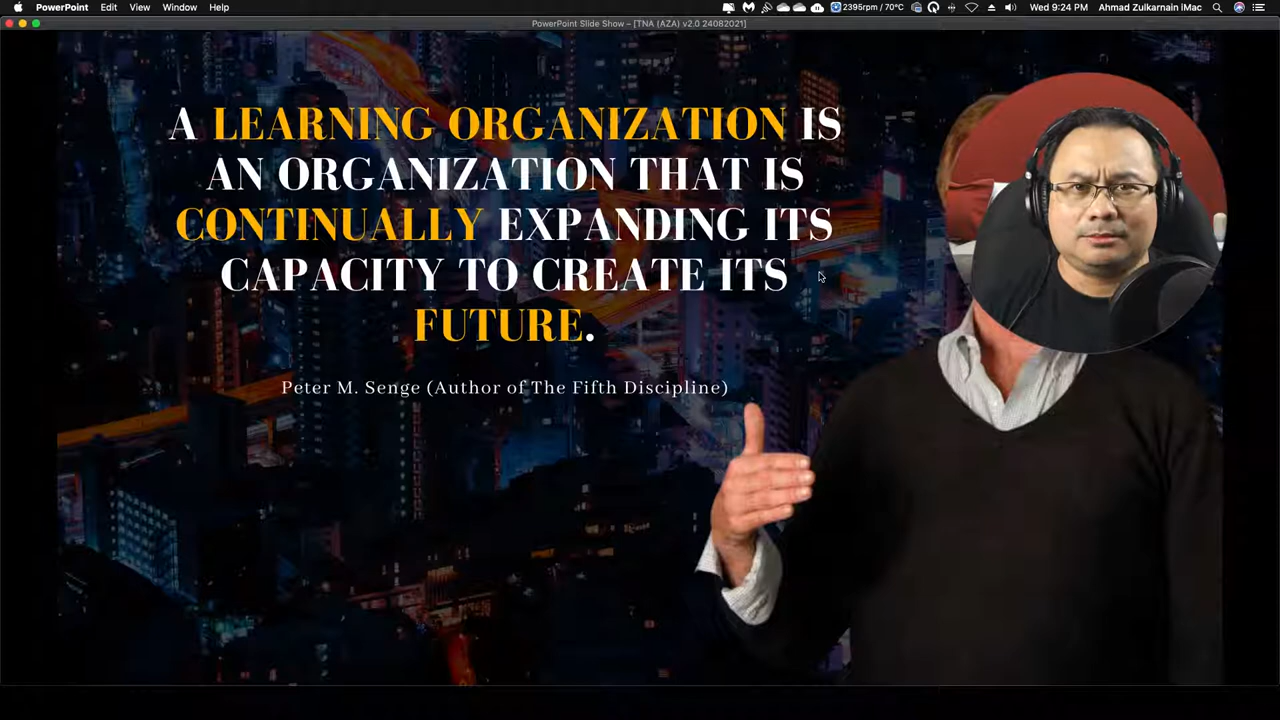 PowerPoint Edit View Window Help 2395rpm / 70°C Wed 9:24 PM Ahmad Zulkarnain iMac
PowerPoint Slide Show – [TNA (AZA) v2.0 24082021]
A LEARNING ORGANIZATION IS
AN ORGANIZATION THAT IS
CONTINUALLY EXPANDING ITS
CAPACITY TO CREATE ITS
FUTURE.
Peter M. Senge (Author of The Fifth Discipline)